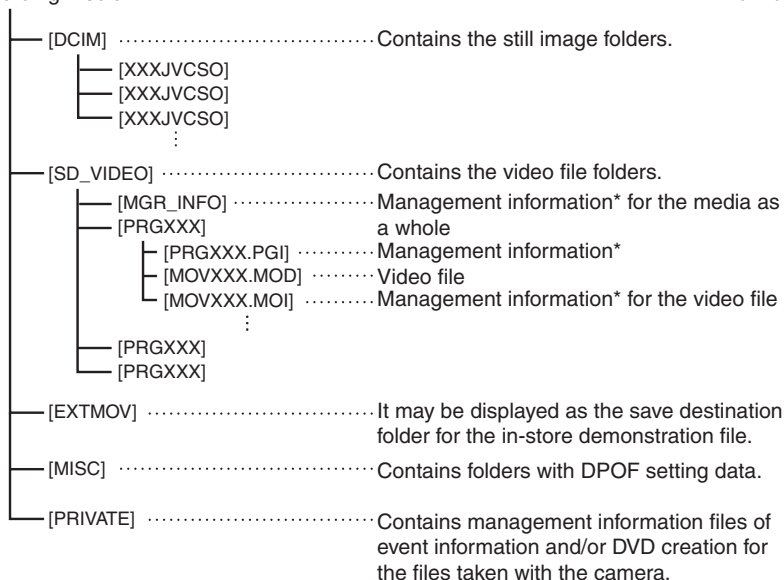 [DCIM] Contains the still image folders.
[XXXJVCSO]
[XXXJVCSO]
[XXXJVCSO]
[SD_VIDEO] Contains the video file folders.
[MGR_INFO] Management information* for the media as
a whole
[PRGXXX]
[PRGXXX.PGI] Management information*
[MOVXXX.MOD] Video file
[MOVXXX.MOI] Management information* for the video file
[PRGXXX]
[PRGXXX]
[EXTMOV] It may be displayed as the save destination
folder for the in-store demonstration file.
[MISC] Contains folders with DPOF setting data.
[PRIVATE] Contains management information files of
event information and/or DVD creation for
the files taken with the camera.